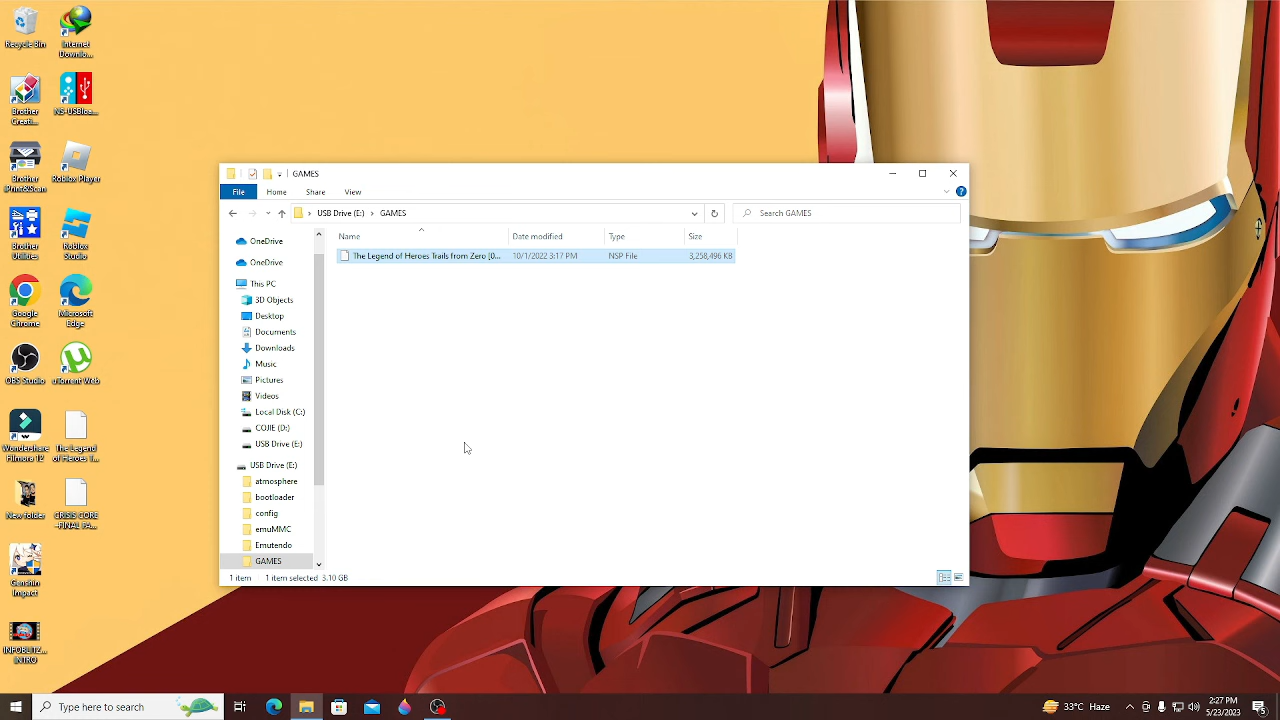 Recycle Bin
Internet
Downlo...
Brother
Creati...
NS-USBloa...
Brother
iPrint&Scan
Roblox Player
Brother
Utilities
Roblox
Studio
Google
Chrome
Microsoft
Edge
OBS Studio
uTorrent Web
Wondershare
Filmora 12
The Legend
of Heroes T...
New folder
CRISIS CORE
–FINAL FA...
Genshin
Impact
INFOBLITZ...
INTRO
GAMES
File
Home
Share
View
USB Drive (E:)
GAMES
Search GAMES
Name
Date modified
Type
Size
The Legend of Heroes Trails from Zero [0...
10/1/2022 3:17 PM
NSP File
3,258,496 KB
OneDrive
OneDrive
This PC
3D Objects
Desktop
Documents
Downloads
Music
Pictures
Videos
Local Disk (C:)
COJIE (D:)
USB Drive (E:)
USB Drive (E:)
atmosphere
bootloader
config
emuMMC
Emutendo
GAMES
1 item
1 item selected 3.10 GB
Type here to search
33°C Haze
2:27 PM
5/23/2023